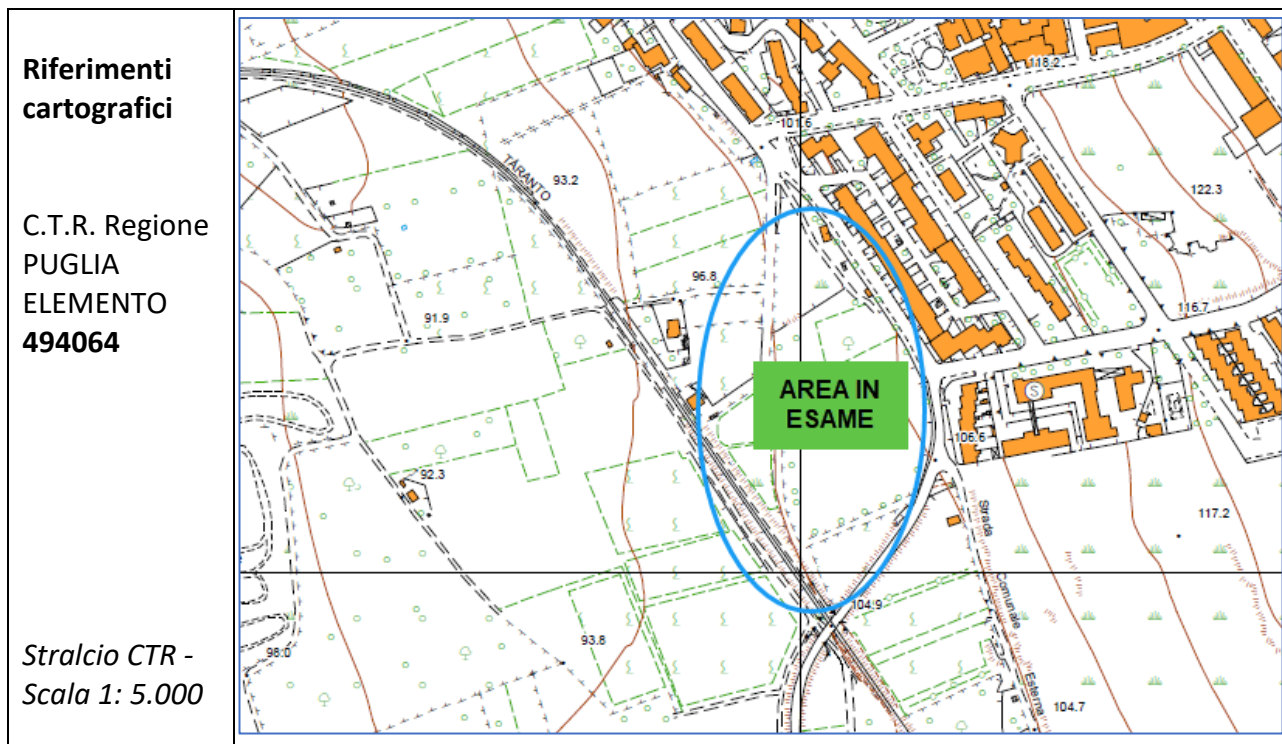 Riferimenti
cartografici
C.T.R. Regione
PUGLIA
ELEMENTO
494064
Stralcio CTR -
Scala 1: 5.000
118.2
101.6
TARANTO
93.2
122.3
95.8
116.7
91.9
AREA IN
ESAME
S
106.6
92.3
117.2
Strada
Comunale
Esterna
104.9
93.8
98.0
104.7